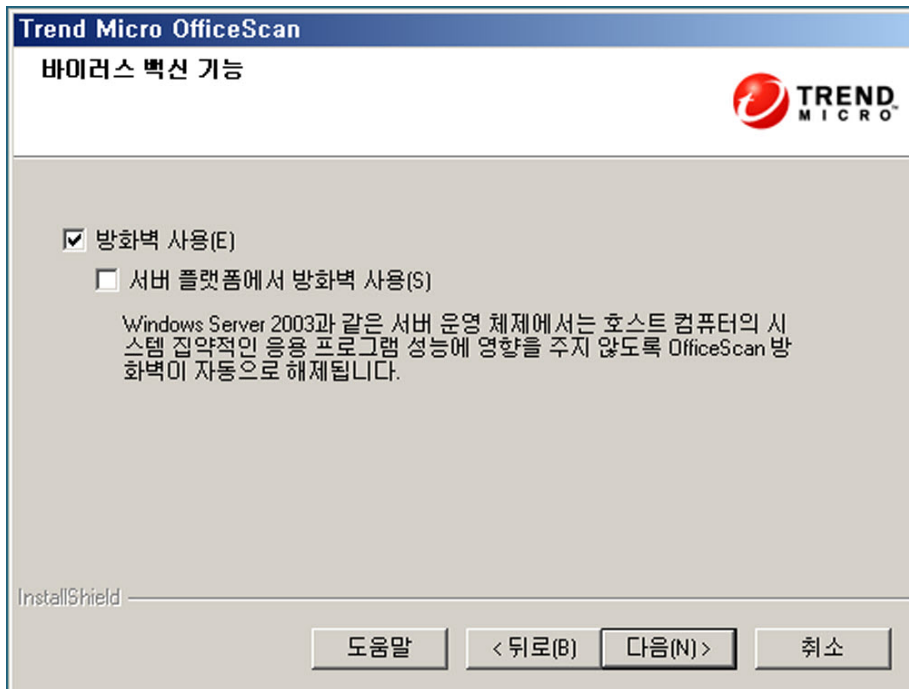 Trend Micro OfficeScan
바이러스 백신 기능
TREND
MICRO™
방화벽 사용(E)
서버 플랫폼에서 방화벽 사용(S)
Windows Server 2003과 같은 서버 운영 체제에서는 호스트 컴퓨터의 시
스템 집약적인 응용 프로그램 성능에 영향을 주지 않도록 OfficeScan 방
화벽이 자동으로 해제됩니다.
InstallShield
도움말
< 뒤로(B)
다음(N) >
취소